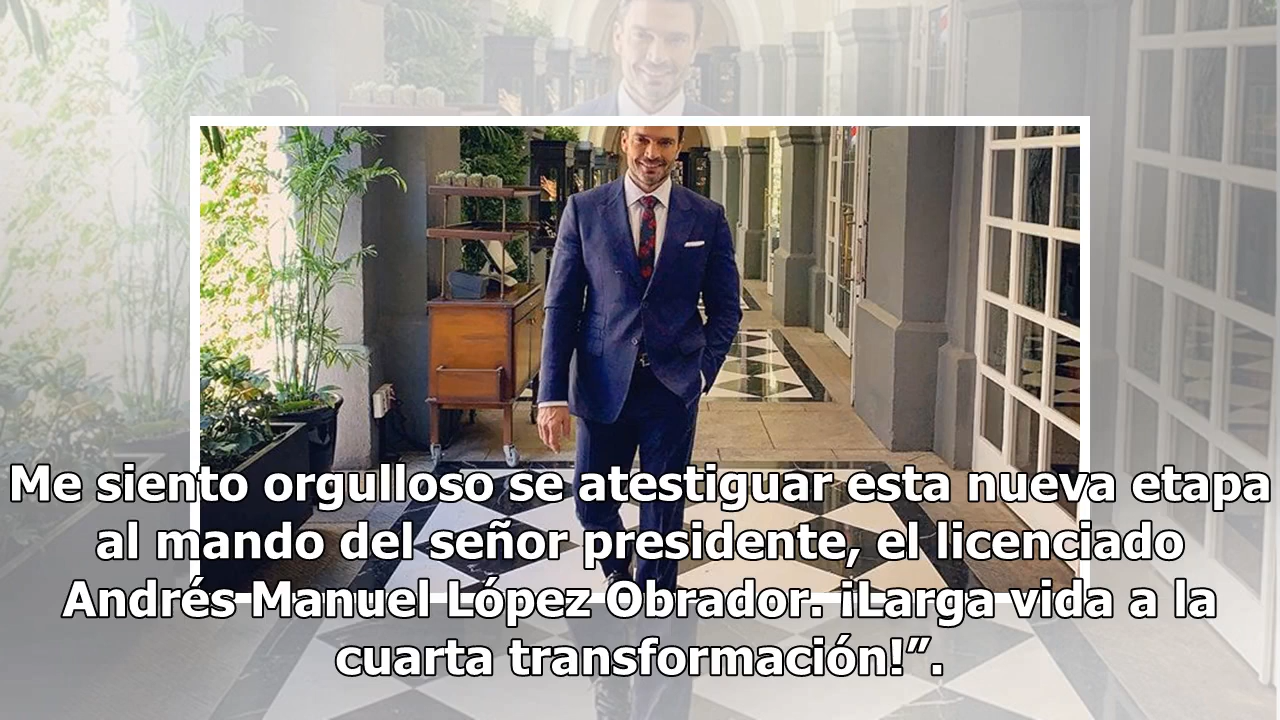 Me siento orgulloso se atestiguar esta nueva etapa
al mando del señor presidente, el licenciado
Andrés Manuel López Obrador. ¡Larga vida a la
cuarta transformación!”.